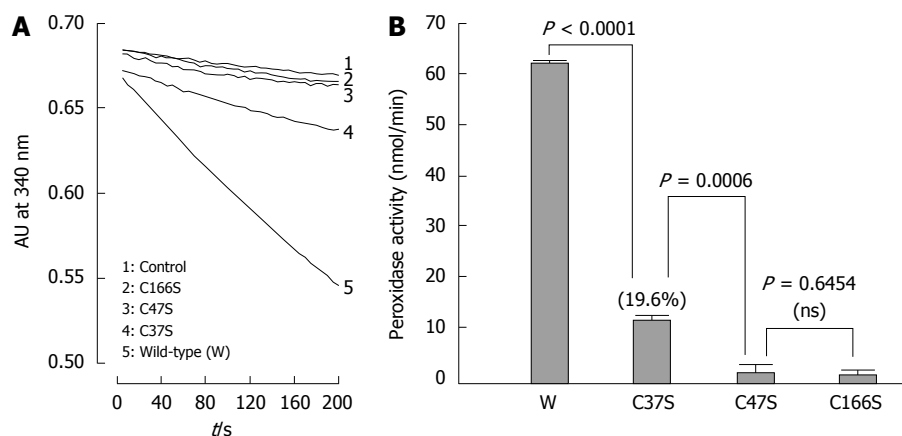 A
0.70
0.65
0.60
0.55
0.50
AU at 340 nm
1
2
3
4
5
1: Control
2: C166S
3: C47S
4: C37S
5: Wild-type (W)
0 40 80 120 160 200
t/s
B
70
60
50
40
30
20
10
0
Peroxidase activity (nmol/min)
P < 0.0001
P = 0.0006
P = 0.6454
(ns)
(19.6%)
W C37S C47S C166S